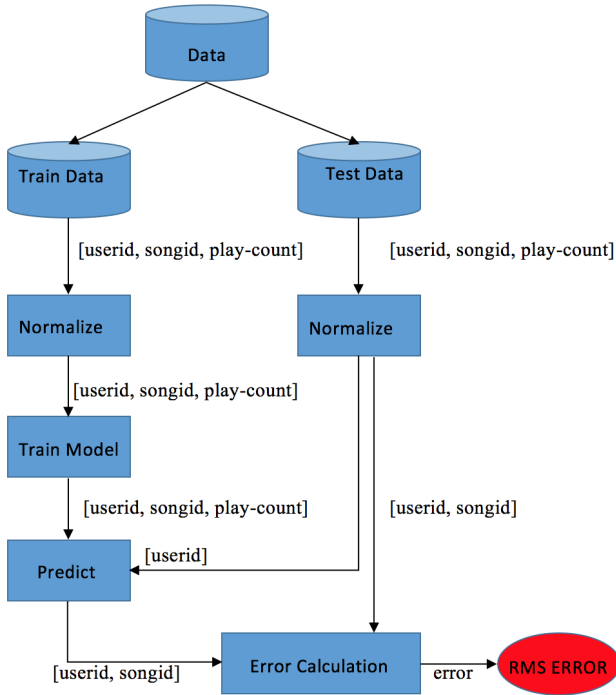 Data
Train Data
Test Data
[userid, songid, play-count]
[userid, songid, play-count]
Normalize
Normalize
[userid, songid, play-count]
Train Model
[userid, songid, play-count]
[userid, songid]
[userid]
Predict
[userid, songid]
Error Calculation
error
RMS ERROR